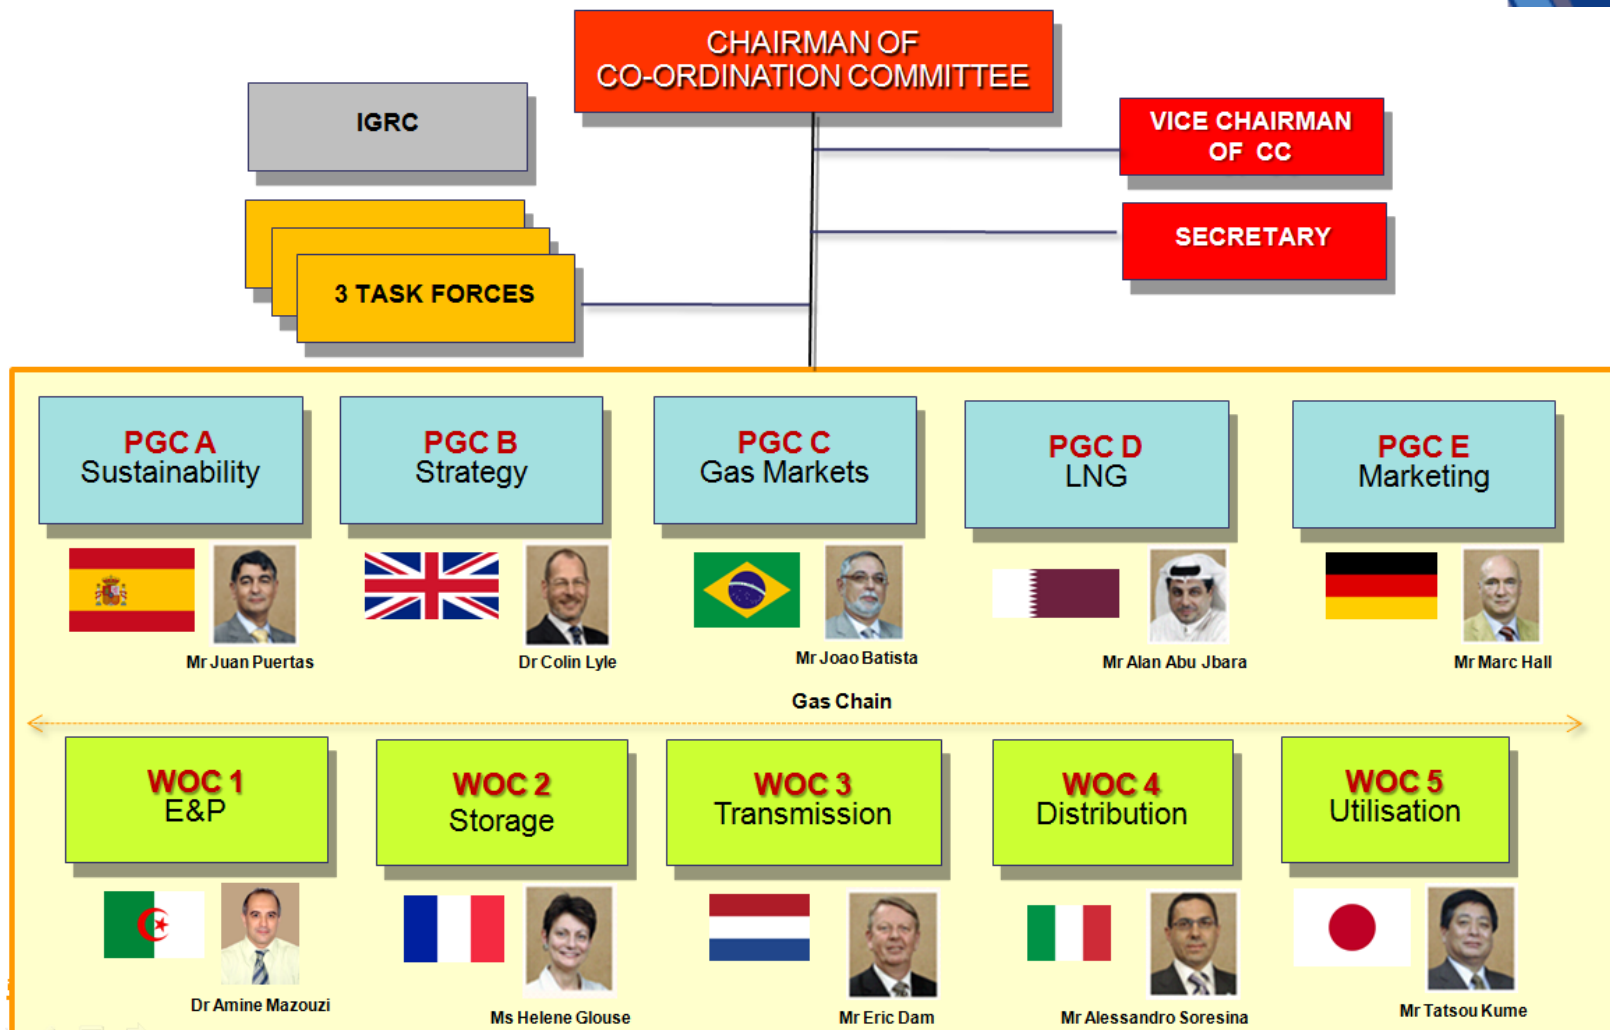 CHAIRMAN OF
CO-ORDINATION COMMITTEE
IGRC
VICE CHAIRMAN
OF CC
SECRETARY
3 TASK FORCES
PGC A
Sustainability
PGC B
Strategy
PGC C
Gas Markets
PGC D
LNG
PGC E
Marketing
Mr Juan Puertas
Dr Colin Lyle
Mr Joao Batista
Mr Alan Abu Jbara
Mr Marc Hall
Gas Chain
WOC 1
E&P
WOC 2
Storage
WOC 3
Transmission
WOC 4
Distribution
WOC 5
Utilisation
Dr Amine Mazouzi
Ms Helene Glouse
Mr Eric Dam
Mr Alessandro Soresina
Mr Tatsou Kume